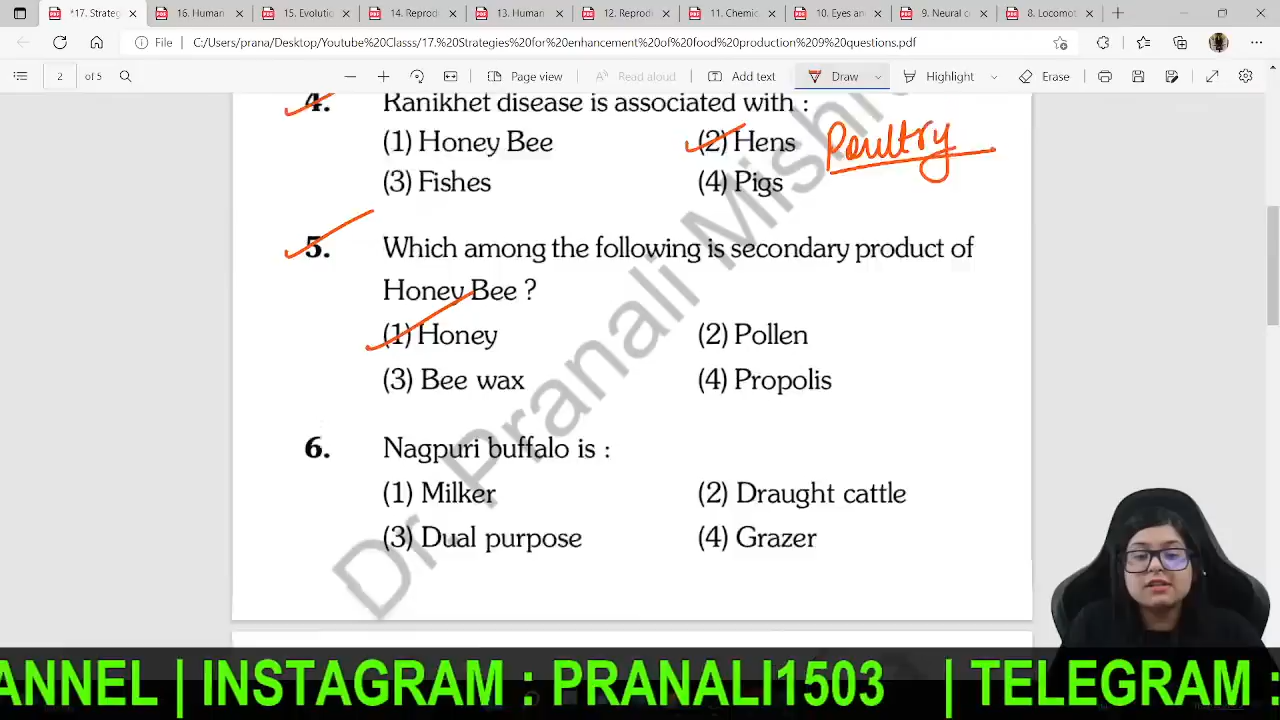 *17. Strateg
16. Human
15. Evolutio
14. Reprod
13. Human
12. Reprodu
11. Chemic
10. Eyes an
9. Neural co
8. Locomot
File
C:/Users/prana/Desktop/Youtube%20Classs/17.%20Strategies%20for%20enhancement%20of%20food%20production%209%20questions.pdf
2 of 5
Page view
Read aloud
Add text
Draw
Highlight
Erase
4. Ranikhet disease is associated with :
(1) Honey Bee (2) Hens Poultry
(3) Fishes (4) Pigs
5. Which among the following is secondary product of
Honey Bee ?
(1) Honey (2) Pollen
(3) Bee wax (4) Propolis
6. Nagpuri buffalo is :
(1) Milker (2) Draught cattle
(3) Dual purpose (4) Grazer
Dr. Pranali Mishr
ANNEL | INSTAGRAM : PRANALI1503 | TELEGRAM :